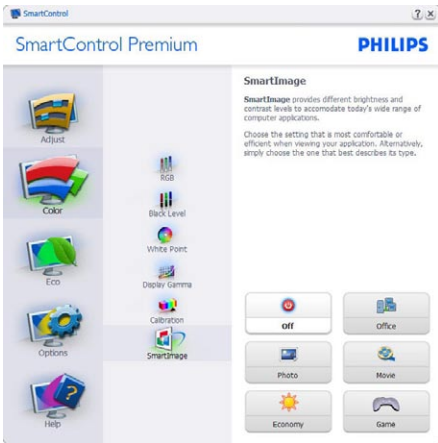 SmartControl
SmartControl Premium
PHILIPS
Adjust
Color
Eco
Options
Help
RGB
Black Level
White Point
Display Gamma
Calibration
SmartImage
SmartImage
SmartImage provides different brightness and
contrast levels to accomodate today's wide range of
computer applications.
Choose the setting that is most comfortable or
efficient when viewing your application. Alternatively,
simply choose the one that best describes its type.
Off
Office
Photo
Movie
Economy
Game